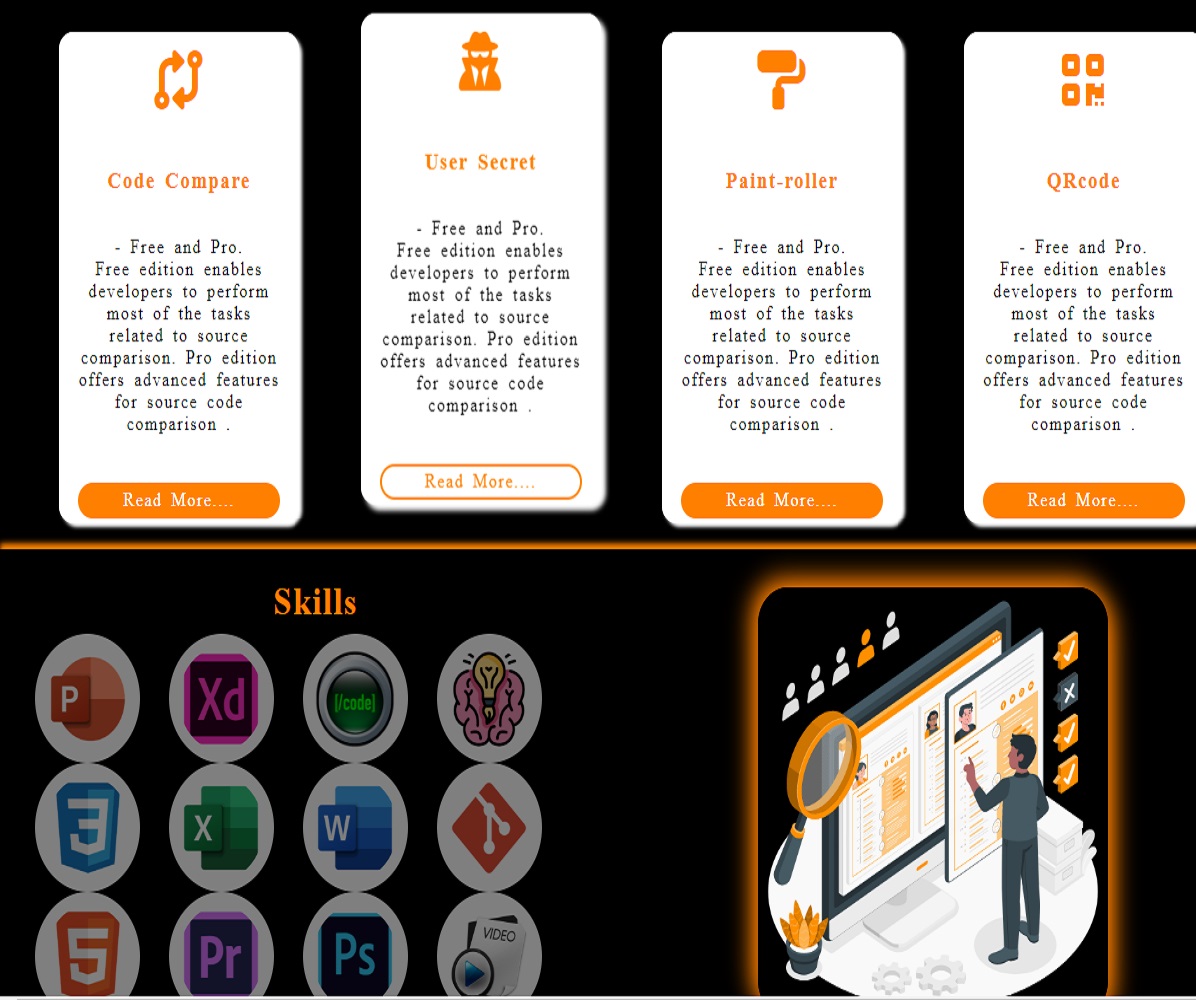 Code Compare
- Free and Pro.
Free edition enables
developers to perform
most of the tasks
related to source
comparison. Pro edition
offers advanced features
for source code
comparison .
Read More....
User Secret
- Free and Pro.
Free edition enables
developers to perform
most of the tasks
related to source
comparison. Pro edition
offers advanced features
for source code
comparison .
Read More....
Paint-roller
- Free and Pro.
Free edition enables
developers to perform
most of the tasks
related to source
comparison. Pro edition
offers advanced features
for source code
comparison .
Read More....
QRcode
- Free and Pro.
Free edition enables
developers to perform
most of the tasks
related to source
comparison. Pro edition
offers advanced features
for source code
comparison .
Read More....
Skills
P
Xd
[/code]
3
X
W
5
Pr
Ps
VIDEO